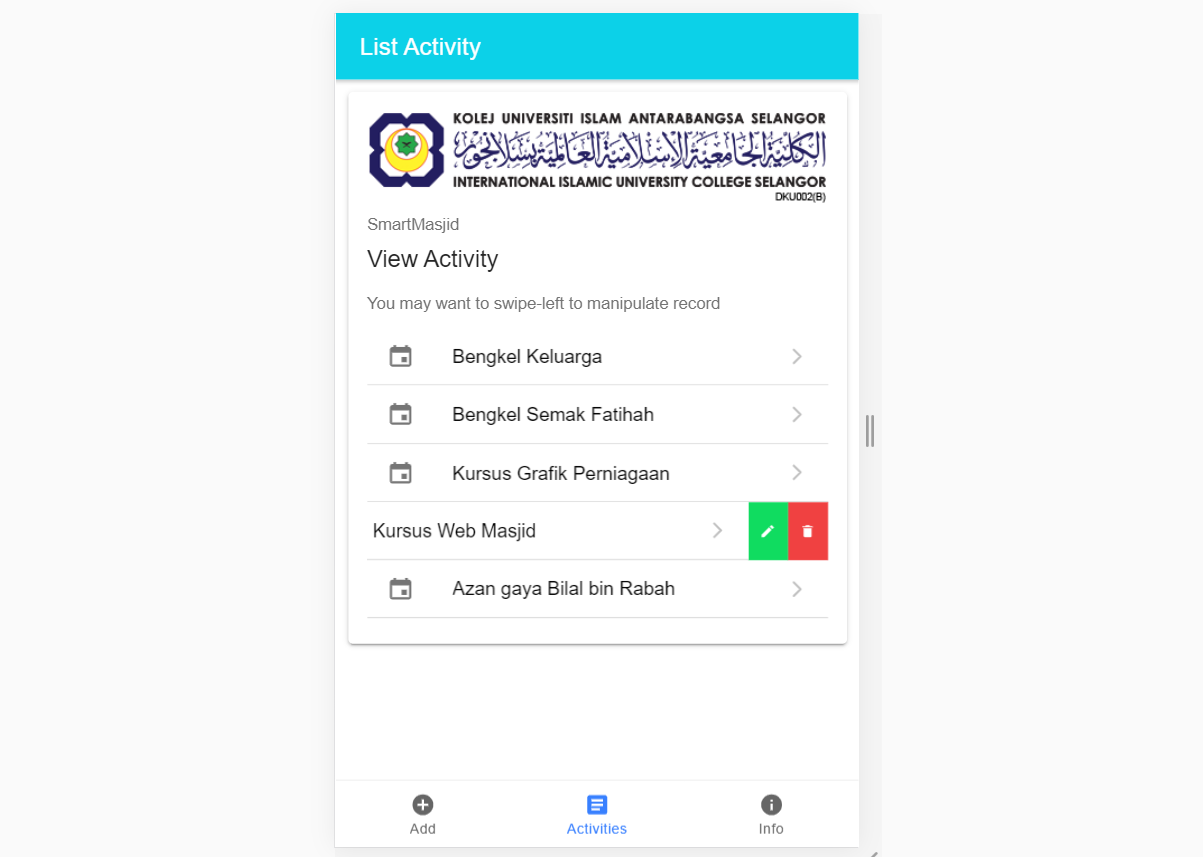 List Activity
KOLEJ UNIVERSITI ISLAM ANTARABANGSA SELANGOR
الكلية الجامعية الإسلامية العالمية بسلانجور
INTERNATIONAL ISLAMIC UNIVERSITY COLLEGE SELANGOR
DKU002(B)
SmartMasjid
View Activity
You may want to swipe-left to manipulate record
Bengkel Keluarga
Bengkel Semak Fatihah
Kursus Grafik Perniagaan
Kursus Web Masjid
Azan gaya Bilal bin Rabah
Add
Activities
Info